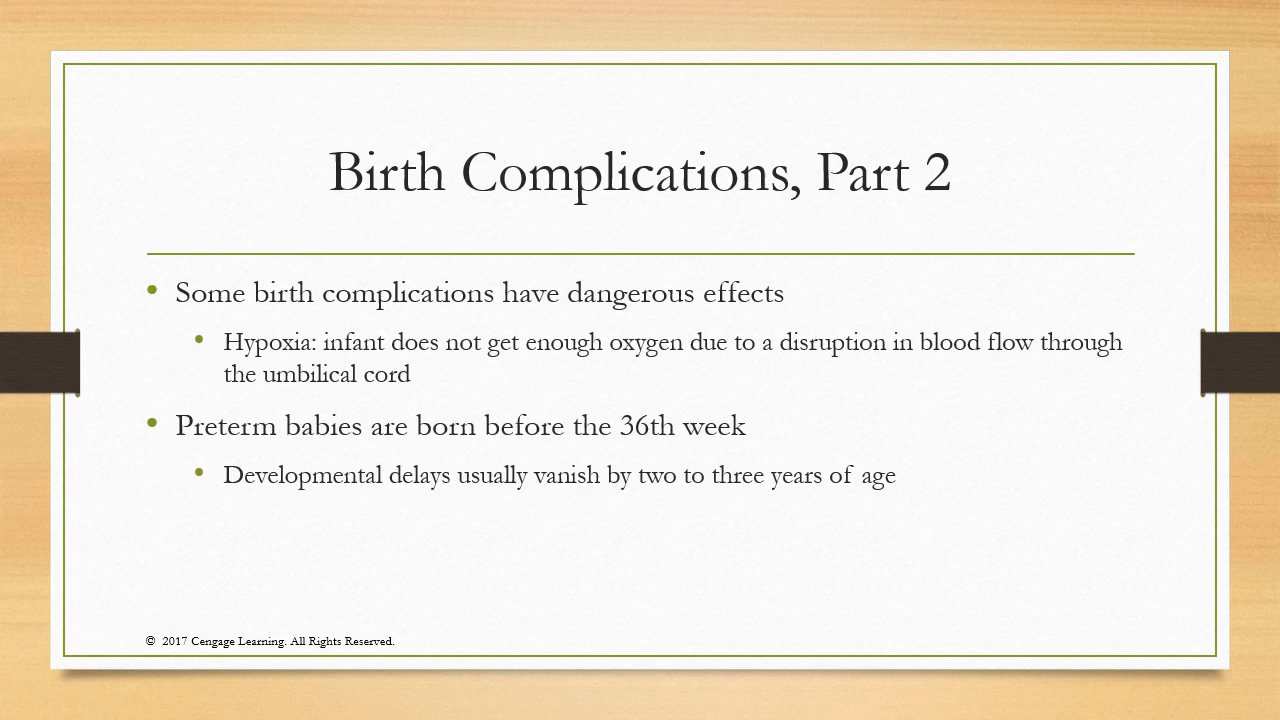 Birth Complications, Part 2
• Some birth complications have dangerous effects
• Hypoxia: infant does not get enough oxygen due to a disruption in blood flow through
the umbilical cord
• Preterm babies are born before the 36th week
• Developmental delays usually vanish by two to three years of age
© 2017 Cengage Learning. All Rights Reserved.